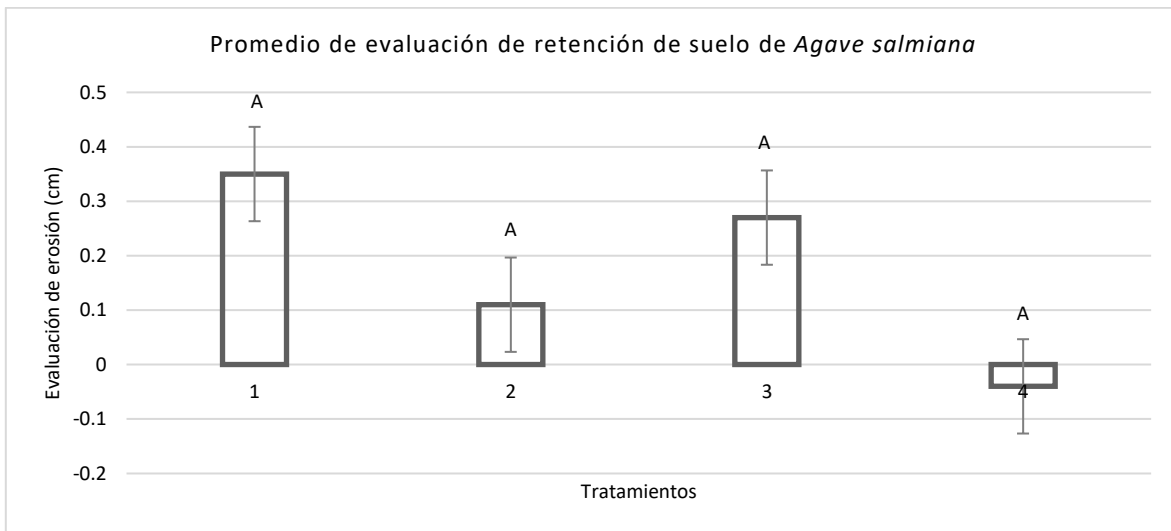 Promedio de evaluación de retención de suelo de Agave salmiana
Evaluación de erosión (cm)
0.5
0.4
0.3
0.2
0.1
0
-0.1
-0.2
A
A
A
A
1
2
3
4
Tratamientos